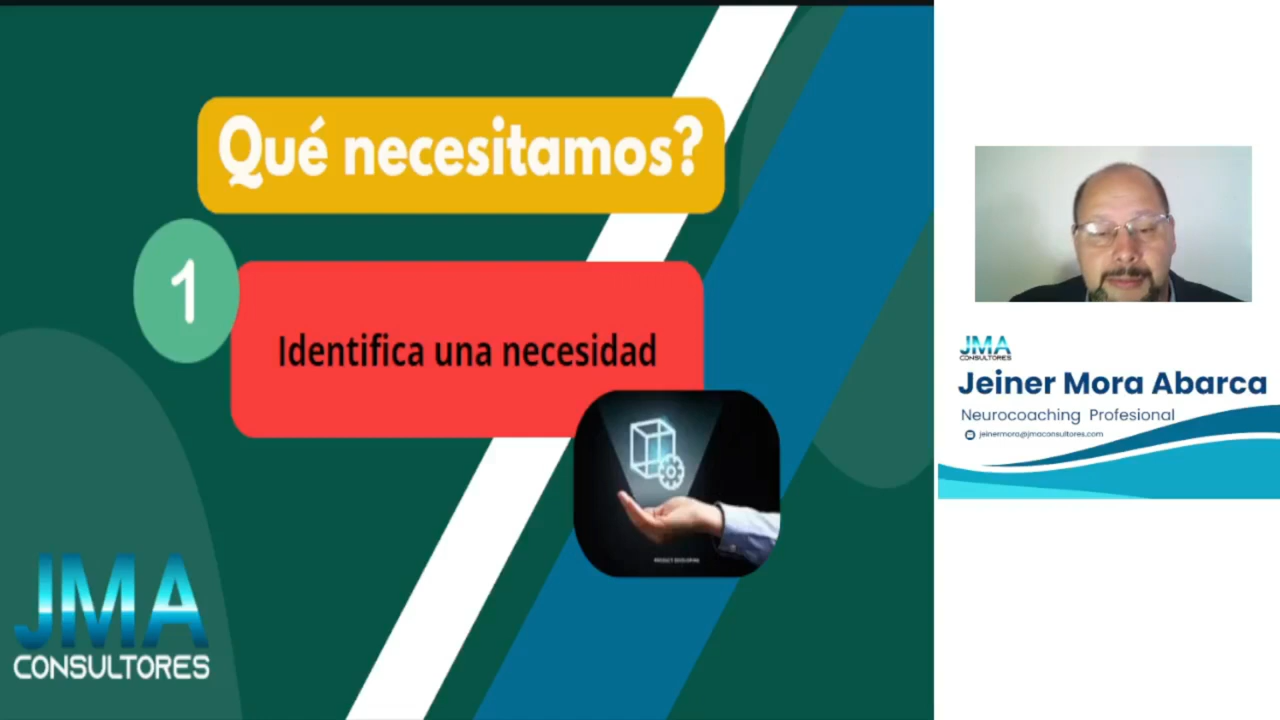 Qué necesitamos?
1
Identifica una necesidad
JMA
CONSULTORES
JMA
CONSULTORES
Jeiner Mora Abarca
Neurocoaching Profesional
jeinermora@jmaconsultores.com